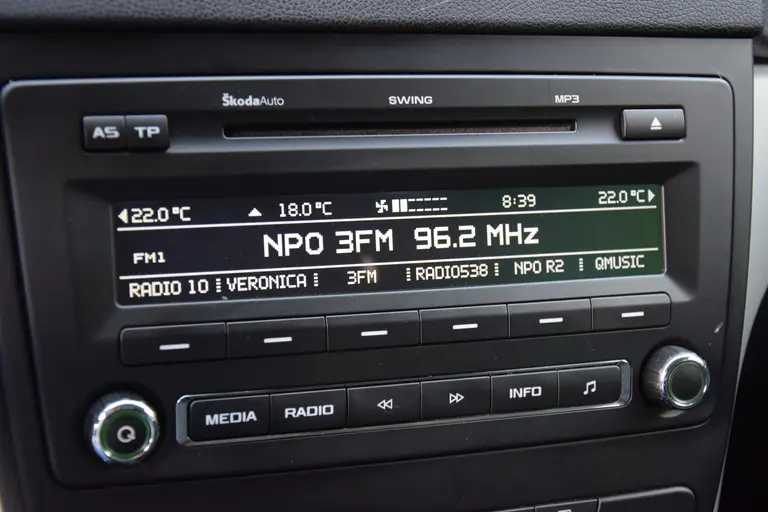 ŠkodaAuto SWING MP3
AS TP
22.0°C 18.0°C 8:39 22.0°C
NPO 3FM 96.2 MHz
FM1
RADIO 10 VERONICA 3FM RADIO538 NPO R2 QMUSIC
MEDIA RADIO INFO